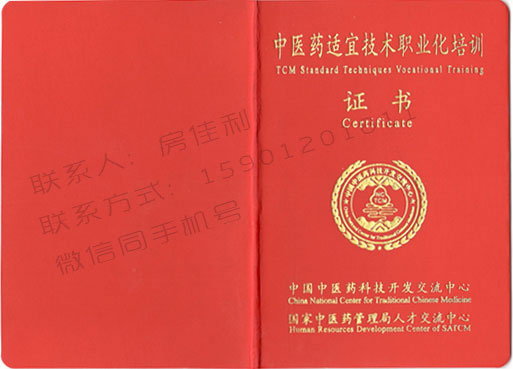 中医药适宜技术职业化培训
TCM Standard Techniques Vocational Training
证书
Certificate
TCM
中国中医药科技开发交流中心
China National Center for Traditional Chinese Medicine
国家中医药管理局人才交流中心
Human Resources Development Center of SATCM
联系人：房佳利
联系方式：15901201011
微信同手机号